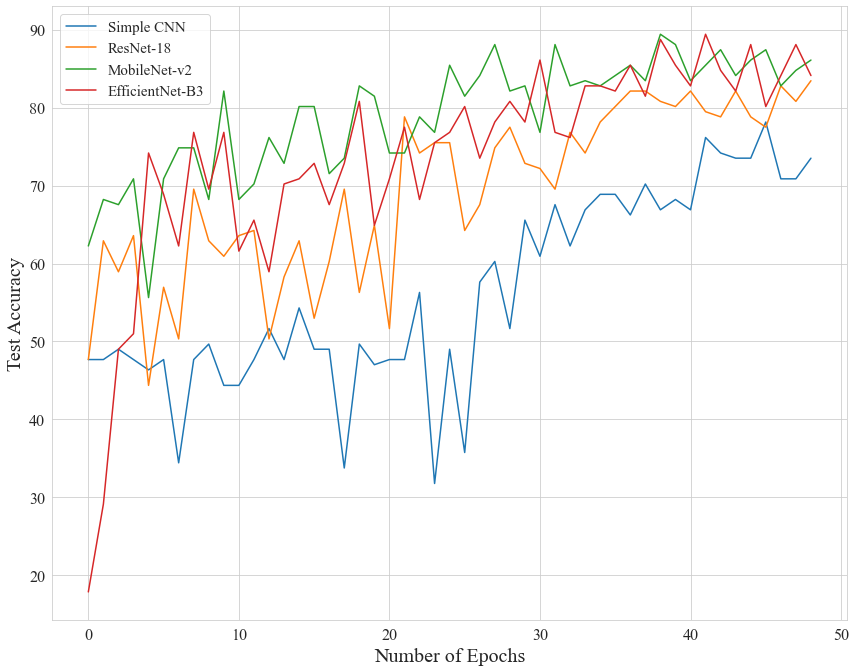 Simple CNN
ResNet-18
MobileNet-v2
EfficientNet-B3
90
80
70
60
50
40
30
20
Test Accuracy
0 10 20 30 40 50
Number of Epochs